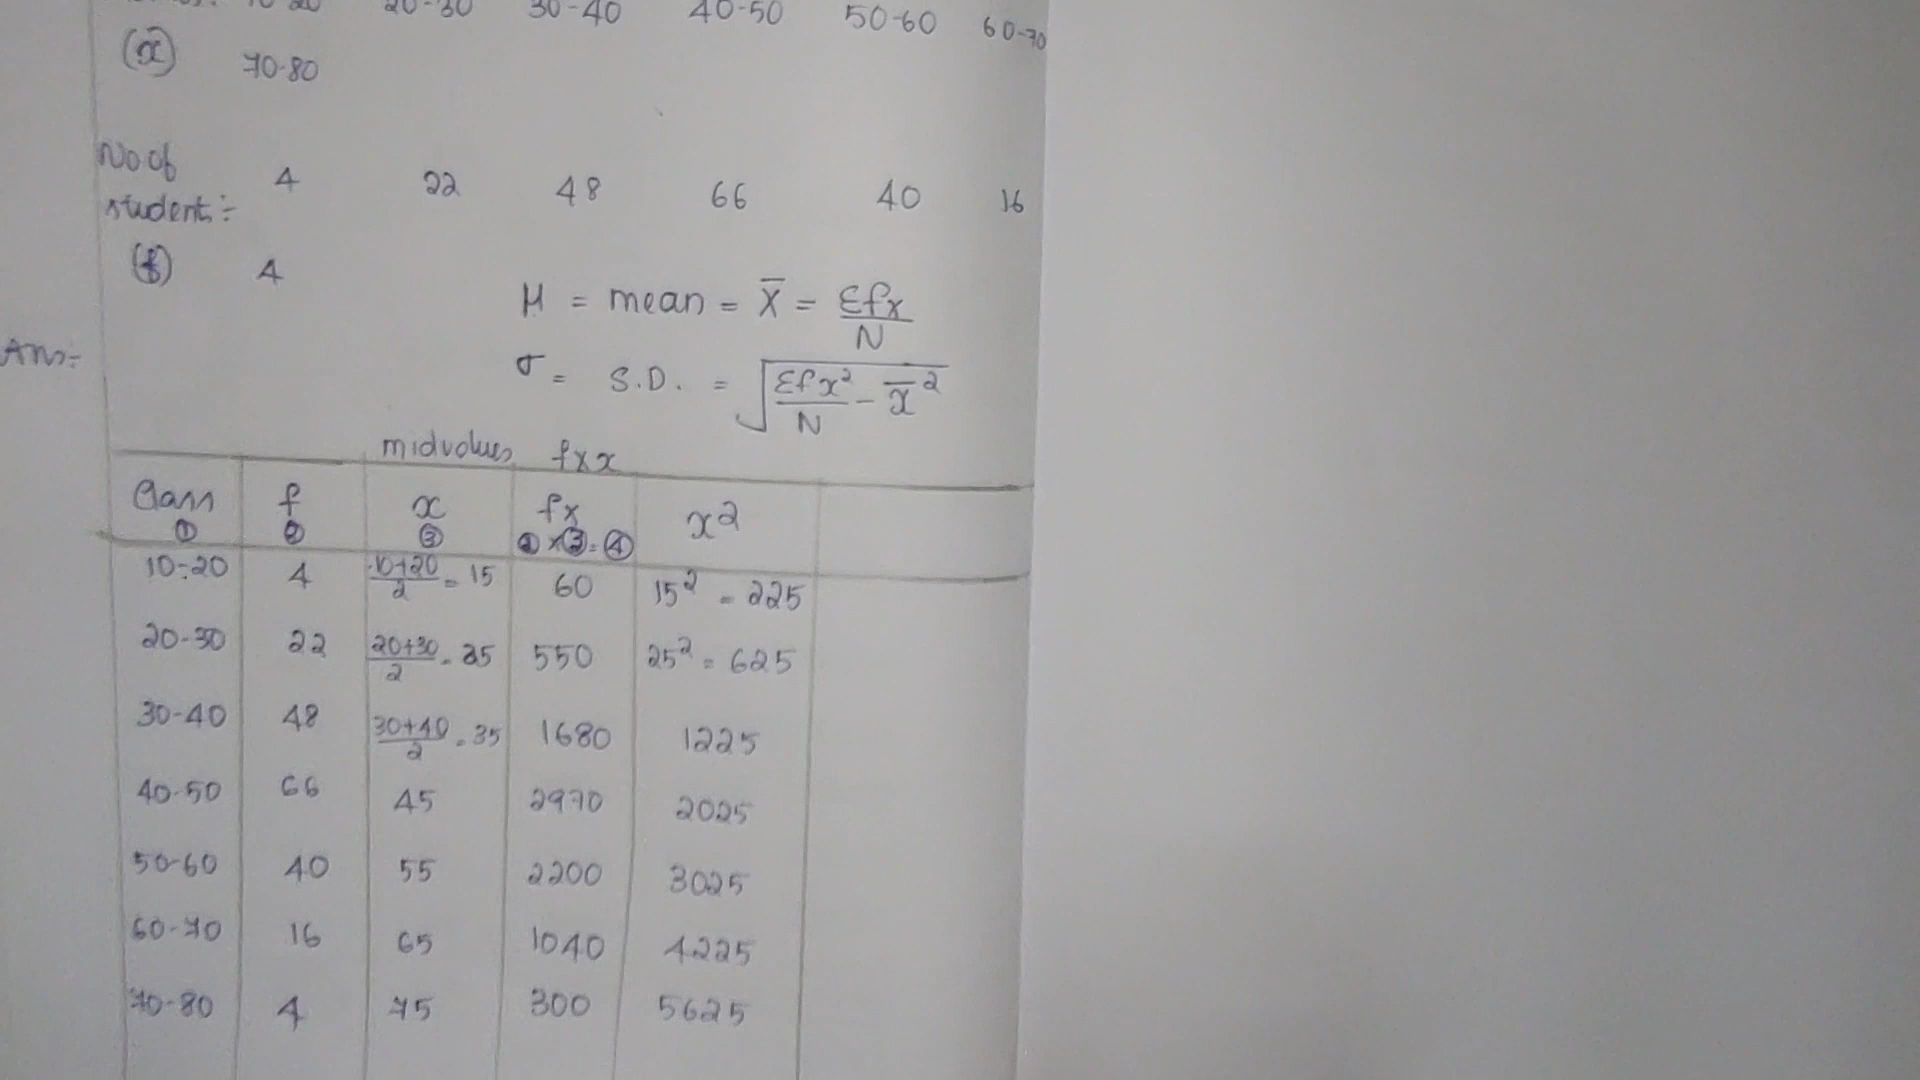 10-20 20-30 30-40 40-50 50-60 60-70
(x) 70-80
No of
students :- 4 22 48 66 40 16
(f) 4
μ = mean = X̄ = Σfx / N
Ans:-
σ = S.D. = √(Σfx² / N - x̄²)
midvalues f×x
Class f x fx x²
① ② ③ ②×③=④
10-20 4 10+20/2 = 15 60 15² = 225
20-30 22 20+30/2 = 25 550 25² = 625
30-40 48 30+40/2 = 35 1680 1225
40-50 66 45 2970 2025
50-60 40 55 2200 3025
60-70 16 65 1040 4225
70-80 4 75 300 5625